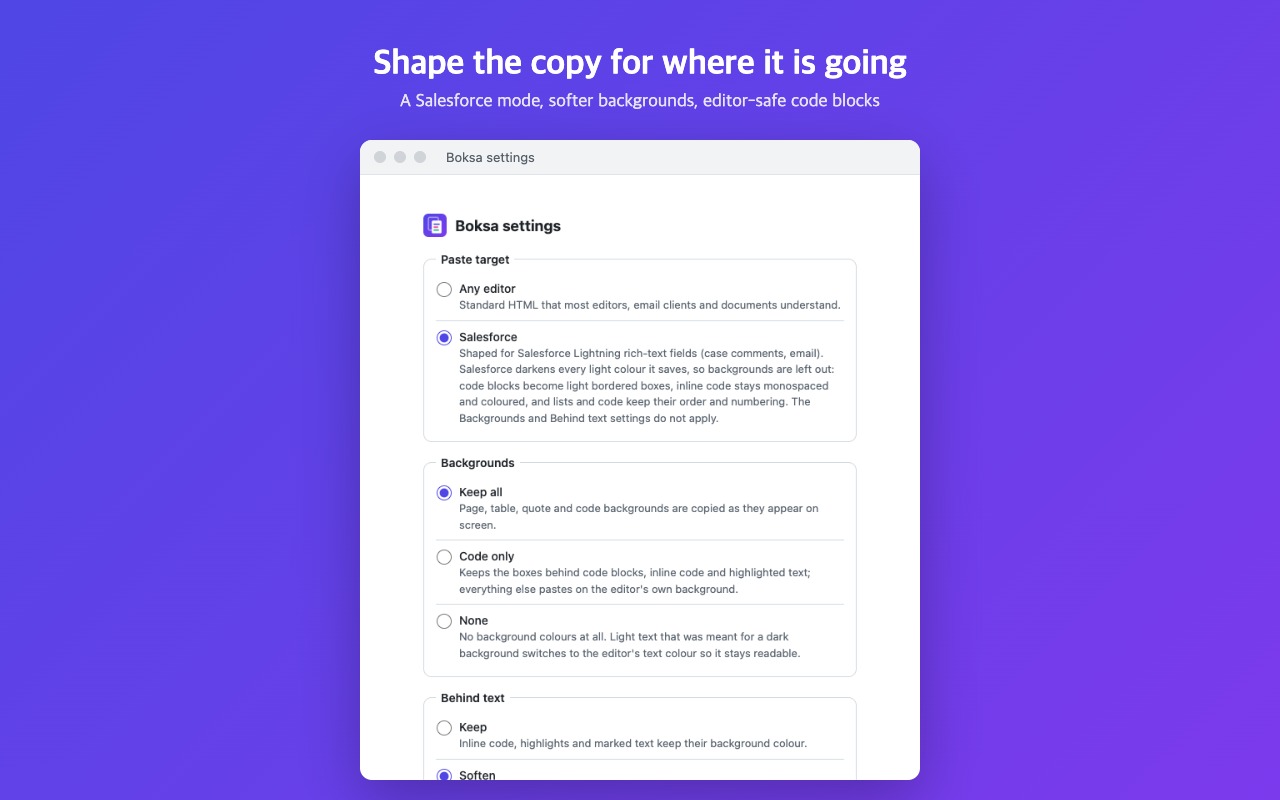 Shape the copy for where it is going
A Salesforce mode, softer backgrounds, editor-safe code blocks
Boksa settings
Boksa settings
Paste target
Any editor
Standard HTML that most editors, email clients and documents understand.
Salesforce
Shaped for Salesforce Lightning rich-text fields (case comments, email).
Salesforce darkens every light colour it saves, so backgrounds are left out:
code blocks become light bordered boxes, inline code stays monospaced
and coloured, and lists and code keep their order and numbering. The
Backgrounds and Behind text settings do not apply.
Backgrounds
Keep all
Page, table, quote and code backgrounds are copied as they appear on
screen.
Code only
Keeps the boxes behind code blocks, inline code and highlighted text;
everything else pastes on the editor's own background.
None
No background colours at all. Light text that was meant for a dark
background switches to the editor's text colour so it stays readable.
Behind text
Keep
Inline code, highlights and marked text keep their background colour.
Soften